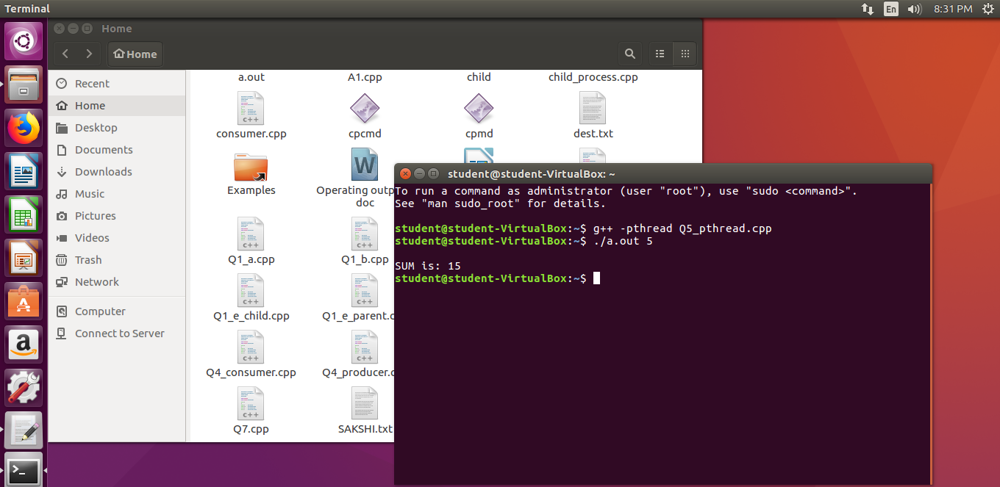 Terminal
En
8:31 PM
Home
Home
Recent
Home
Desktop
Documents
Downloads
Music
Pictures
Videos
Trash
Network
Computer
Connect to Server
a.out A1.cpp child child_process.cpp
consumer.cpp cpcmd cpmd dest.txt
Examples Operating outp
doc
Q1_a.cpp Q1_b.cpp
Q1_e_child.cpp Q1_e_parent.c
Q4_consumer.cpp Q4_producer.c
Q7.cpp SAKSHI.txt
student@student-VirtualBox: ~
To run a command as administrator (user "root"), use "sudo <command>".
See "man sudo_root" for details.
student@student-VirtualBox:~$ g++ -pthread Q5_pthread.cpp
student@student-VirtualBox:~$ ./a.out 5
SUM is: 15
student@student-VirtualBox:~$